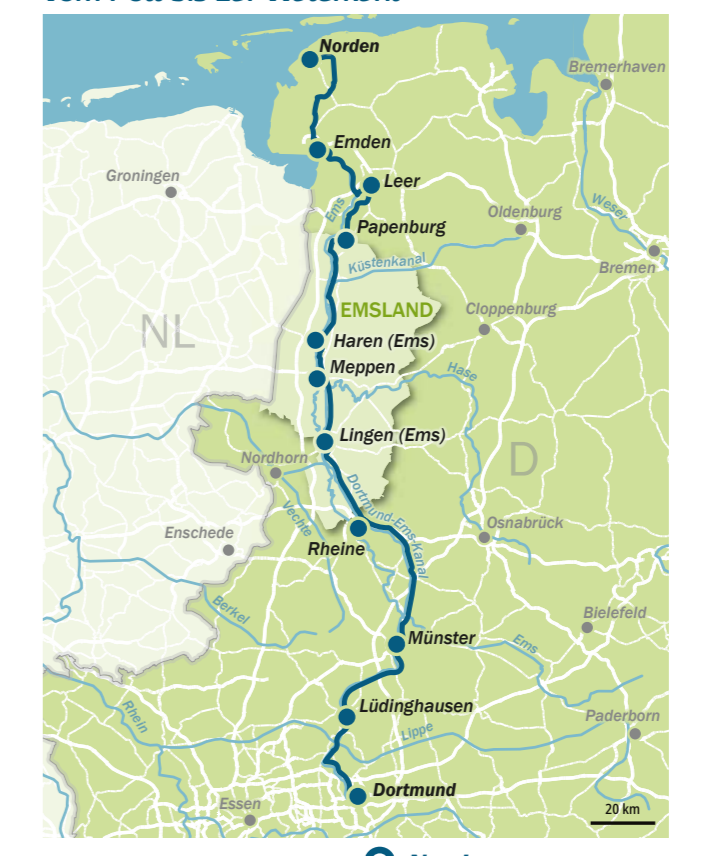 Norden
Bremerhaven
Emden
Groningen
Leer
Weser
Ems
Oldenburg
Papenburg
Bremen
Küstenkanal
EMSLAND
Cloppenburg
NL
Haren (Ems)
Meppen
Hase
Lingen (Ems)
D
Nordhorn
Dortmund-Ems-Kanal
Vechte
Osnabrück
Enschede
Rheine
Berkel
Bielefeld
Münster
Ems
Lüdinghausen
Rhein
Paderborn
Lippe
Dortmund
Essen
20 km